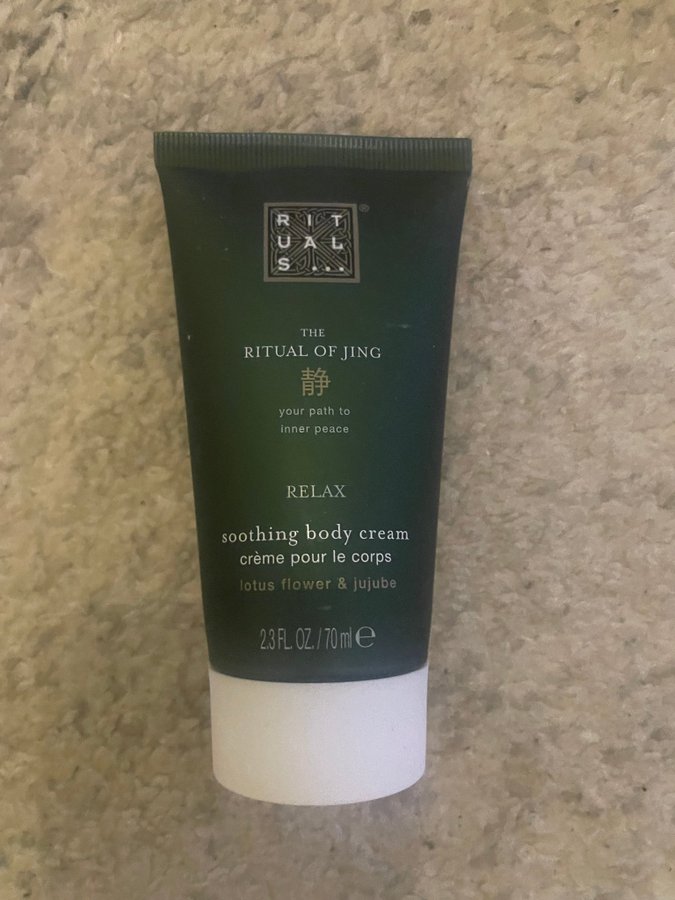 RIT
UAL
S...
®
THE
RITUAL OF JING
静
your path to
inner peace
RELAX
soothing body cream
crème pour le corps
lotus flower & jujube
2.3 FL. OZ. / 70 ml ℮